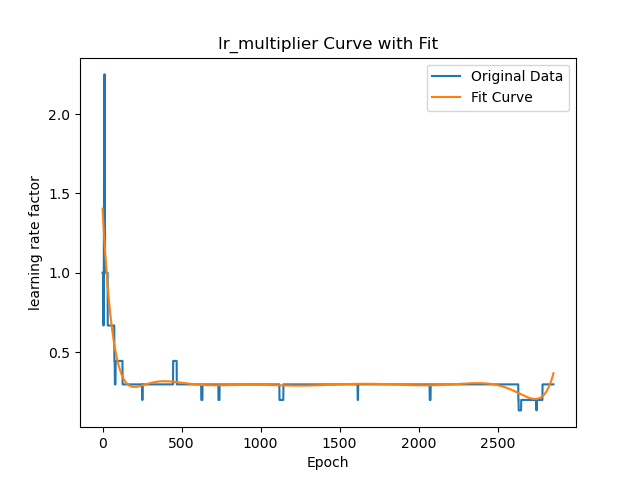 lr_multiplier Curve with Fit
Original Data
Fit Curve
learning rate factor
2.0
1.5
1.0
0.5
0 500 1000 1500 2000 2500
Epoch